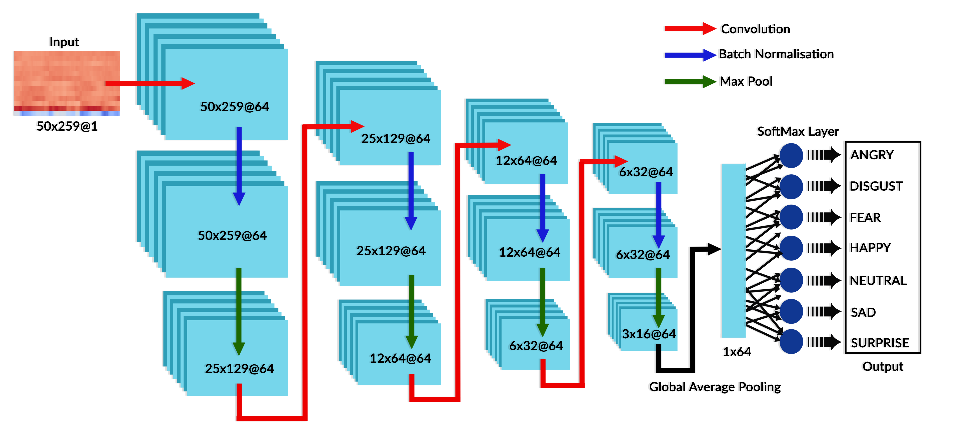 Input
50x259@1
50x259@64
50x259@64
25x129@64
25x129@64
25x129@64
12x64@64
12x64@64
12x64@64
6x32@64
6x32@64
6x32@64
3x16@64
Convolution
Batch Normalisation
Max Pool
Global Average Pooling
1x64
SoftMax Layer
ANGRY
DISGUST
FEAR
HAPPY
NEUTRAL
SAD
SURPRISE
Output